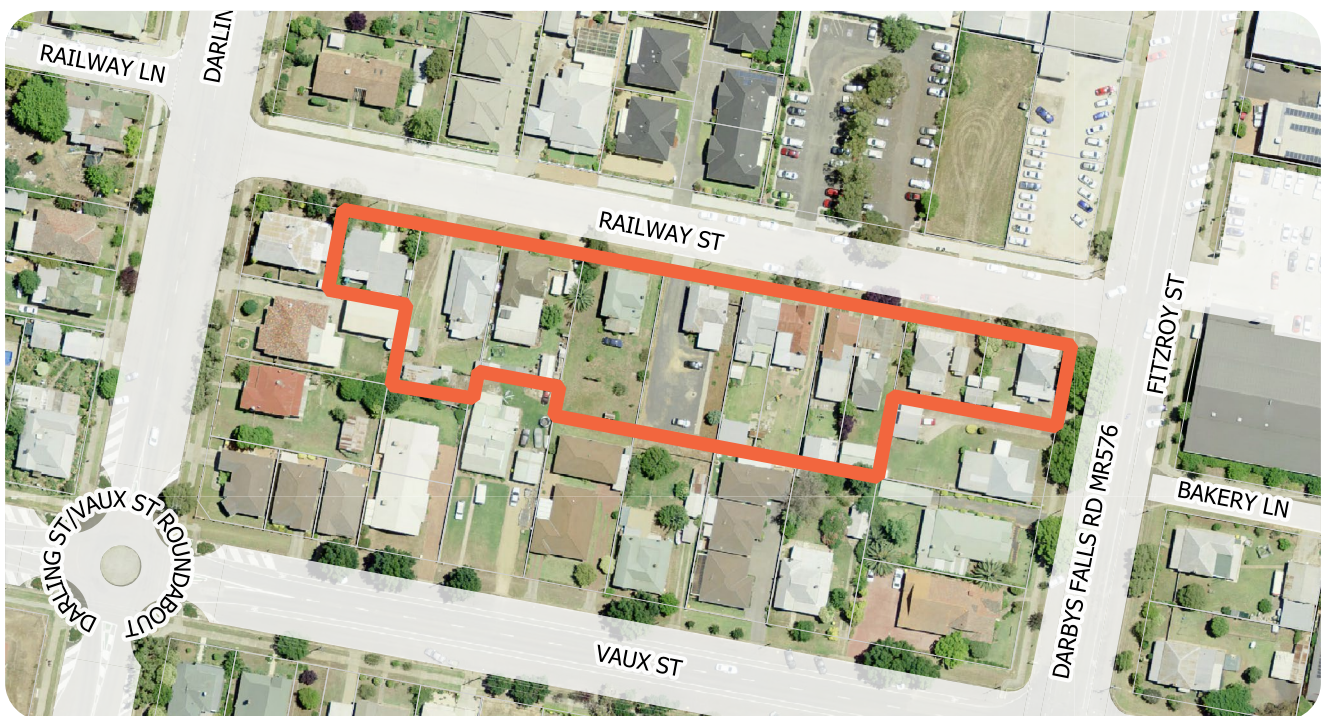 RAILWAY LN
DARLIN
RAILWAY ST
FITZROY ST
DARBYS FALLS RD MR576
BAKERY LN
DARLING ST/VAUX ST ROUNDABOUT
VAUX ST